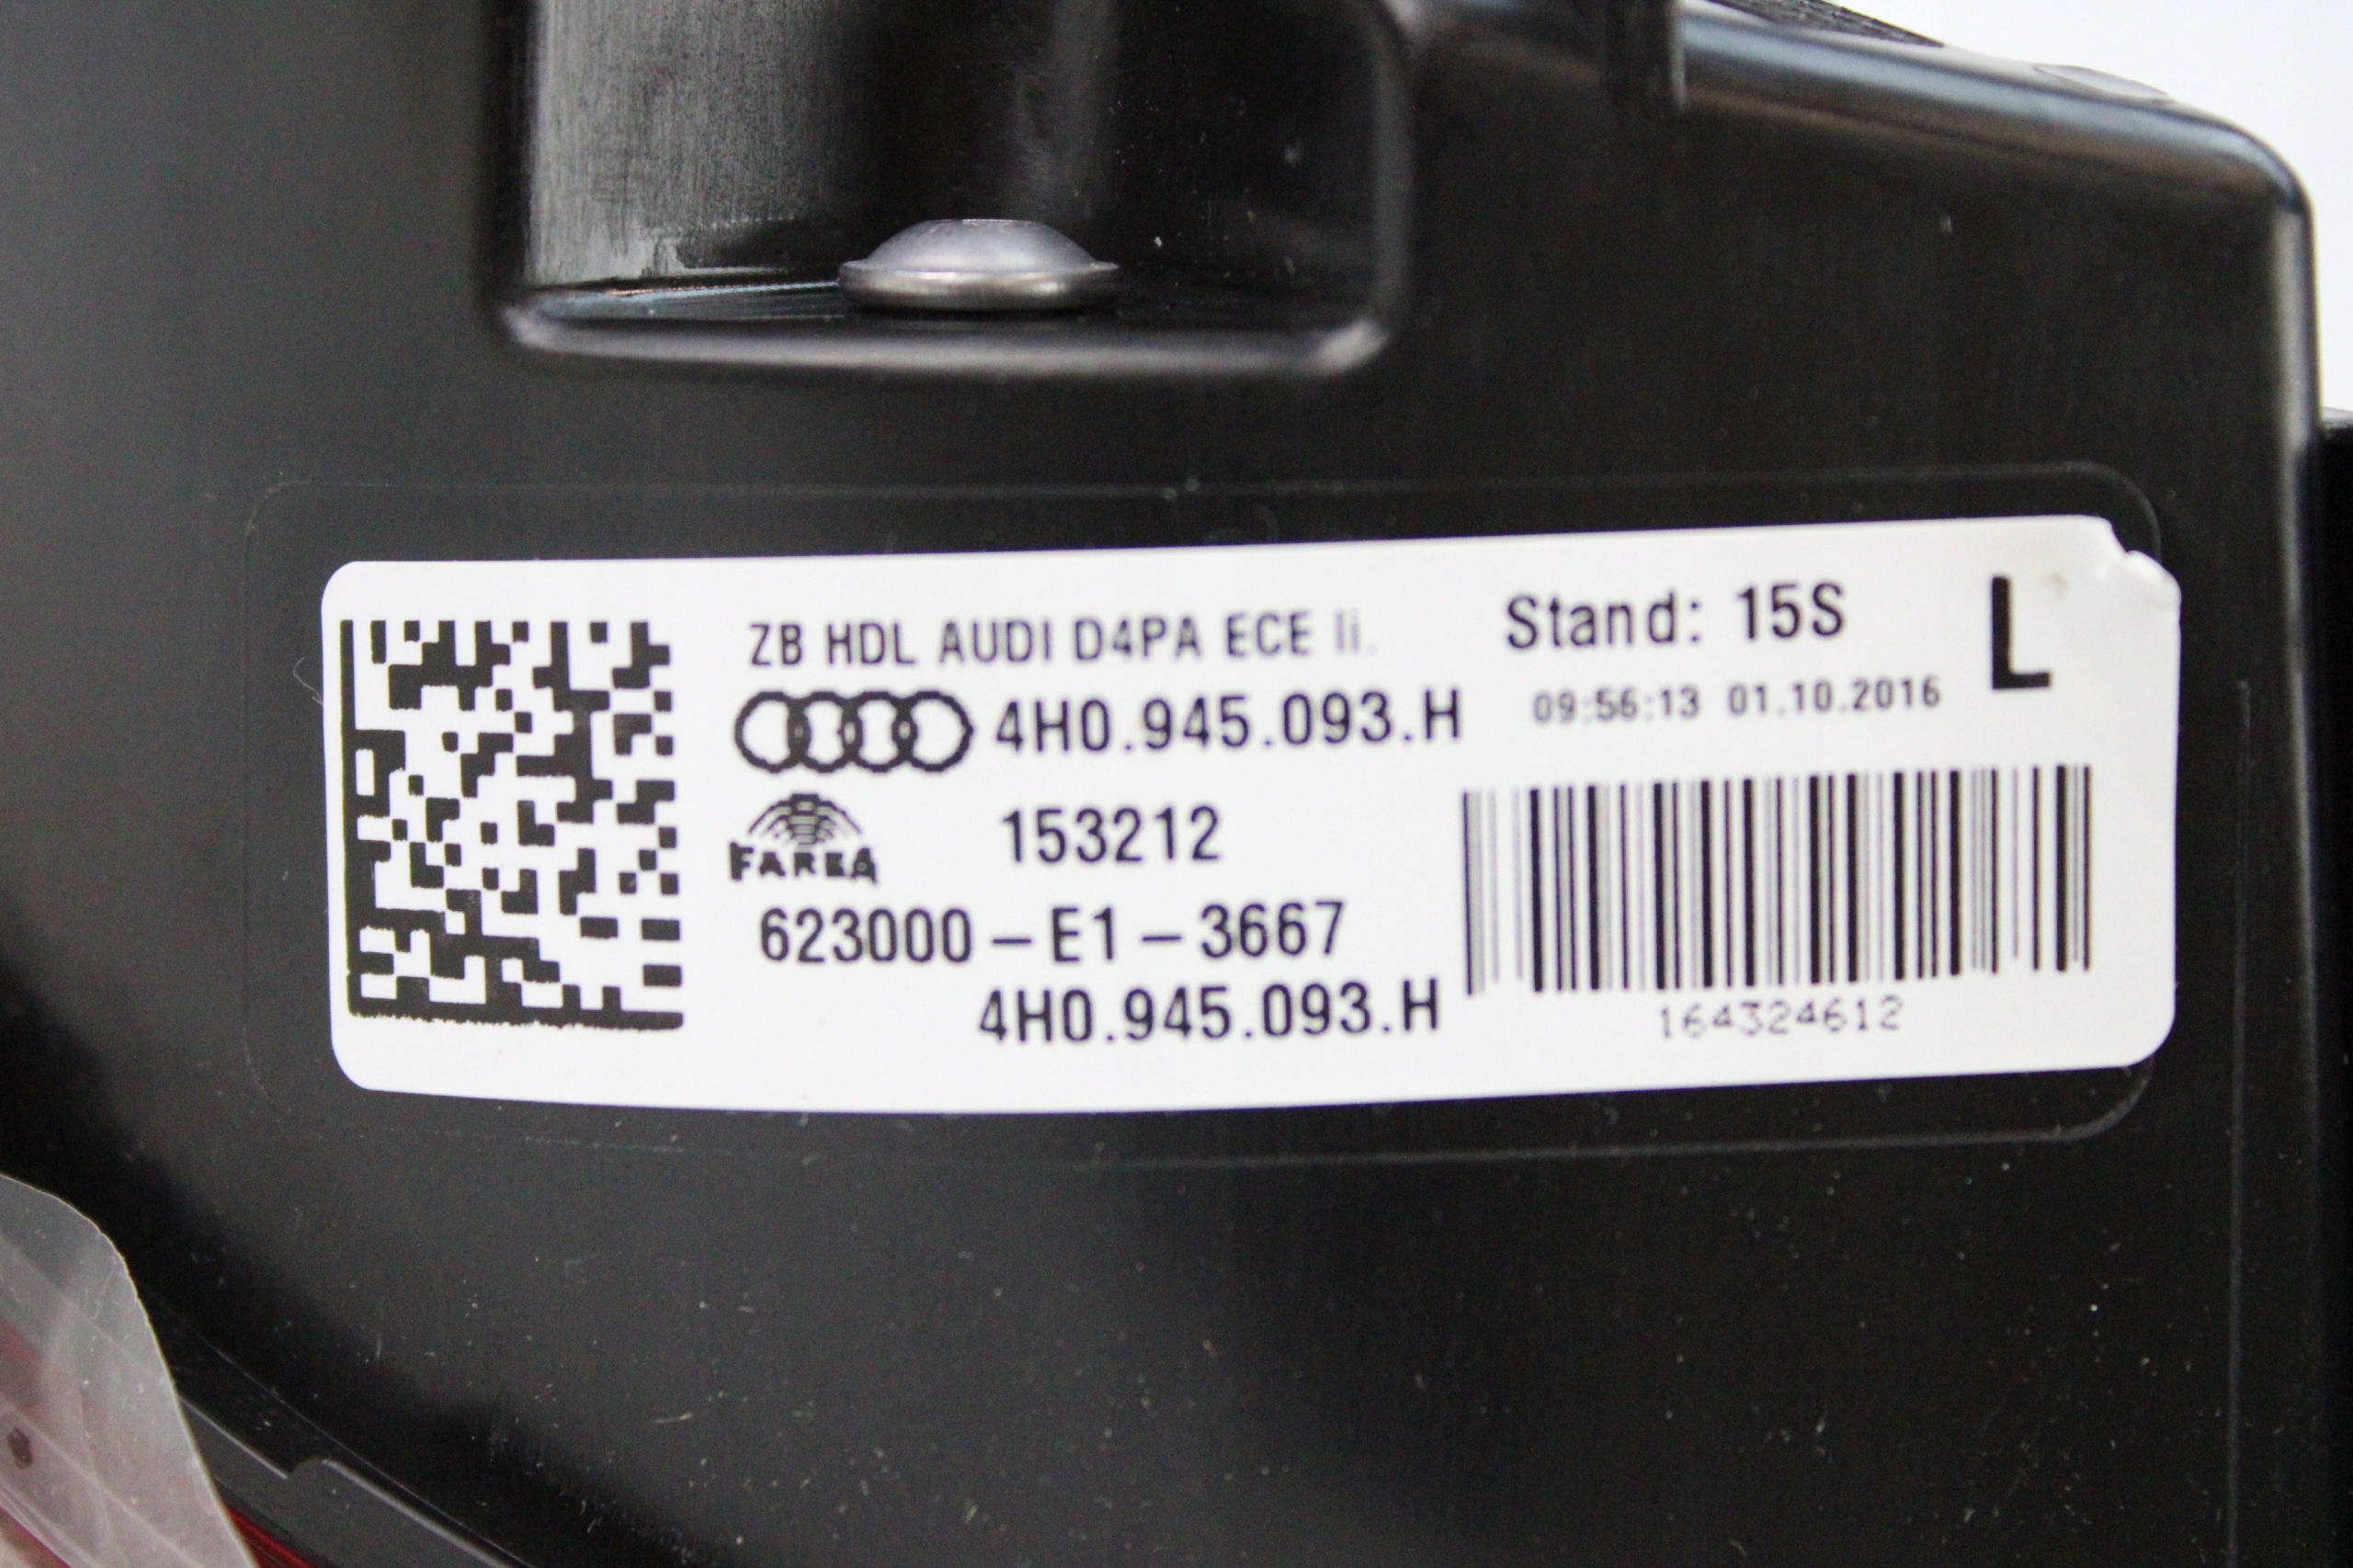 ZB HDL AUDI D4PA ECE li.
Stand: 15S
L
4H0.945.093.H
09:56:13 01.10.2016
FARBA
153212
623000-E1-3667
4H0.945.093.H
164324612